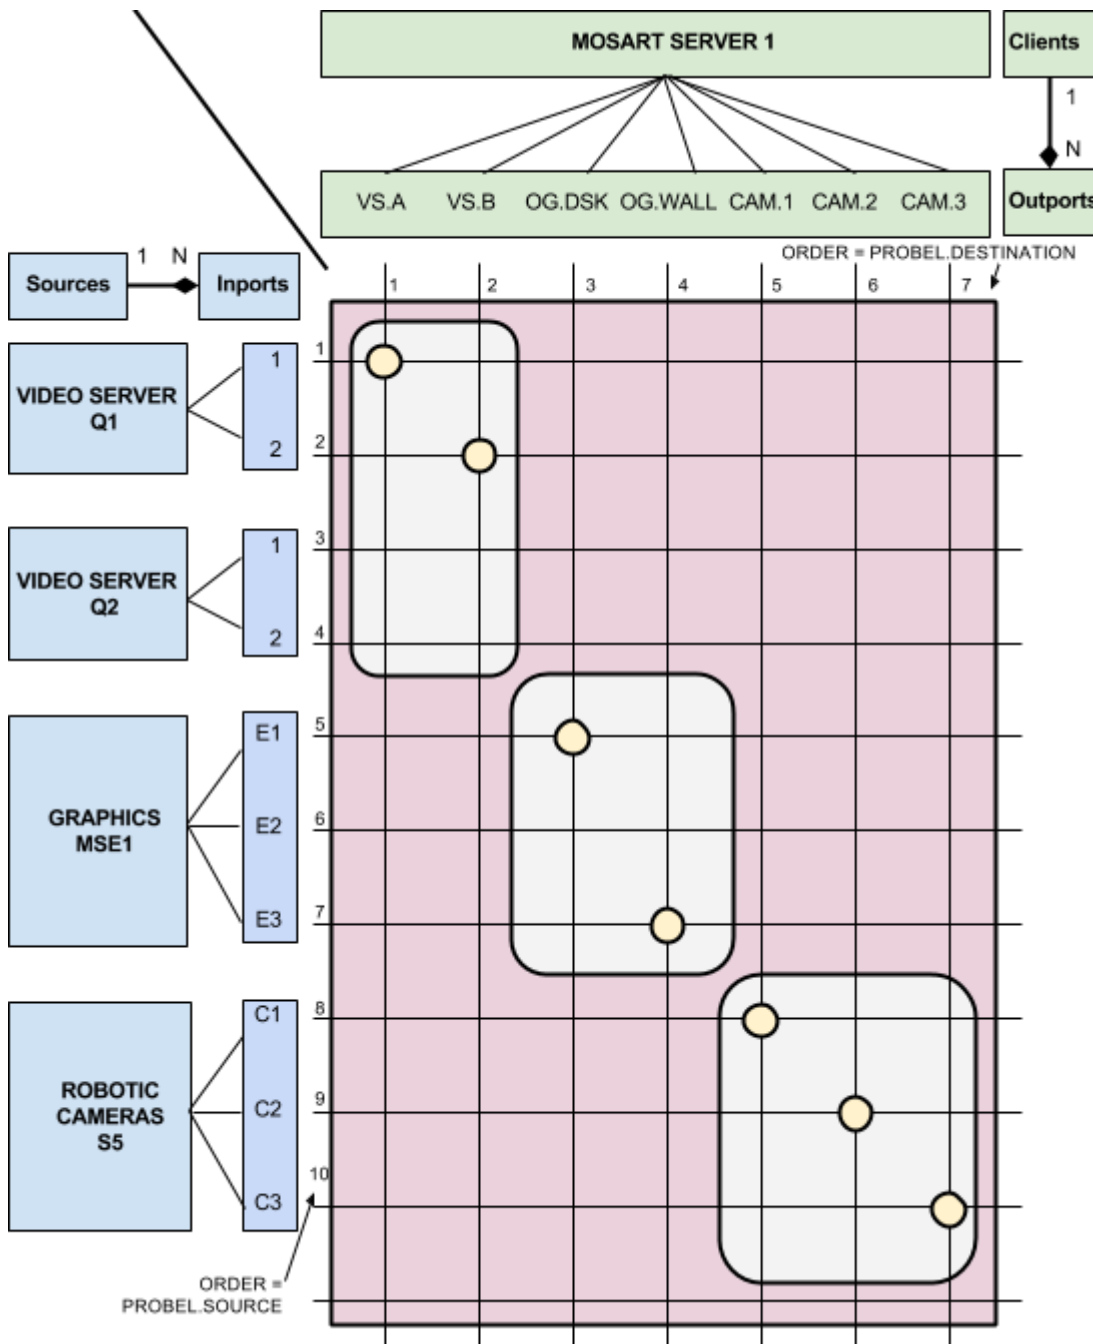 MOSART SERVER 1
Clients
1
N
VS.A VS.B OG.DSK OG.WALL CAM.1 CAM.2 CAM.3
Outports
ORDER = PROBEL.DESTINATION
Sources
1 N
Inports
1 2 3 4 5 6 7
VIDEO SERVER
Q1
1
2
1
2
VIDEO SERVER
Q2
1
2
3
4
GRAPHICS
MSE1
E1
E2
E3
5
6
7
ROBOTIC
CAMERAS
S5
C1
C2
C3
8
9
10
ORDER =
PROBEL.SOURCE